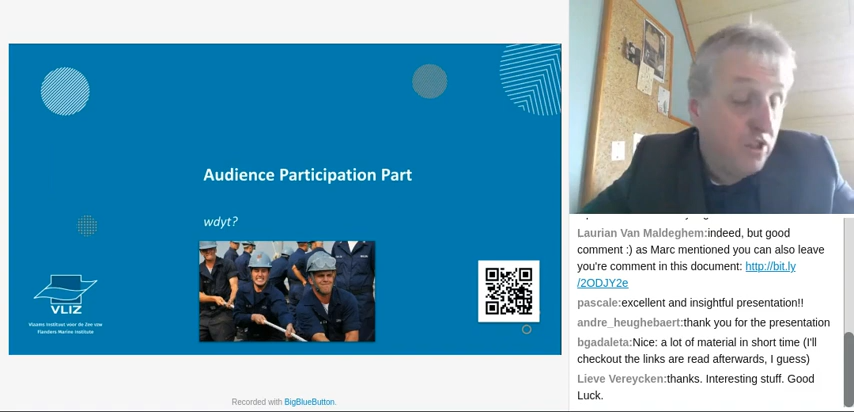 Audience Participation Part
wdyt?
VLIZ
Vlaams Instituut voor de Zee vzw
Flanders Marine Institute
Recorded with BigBlueButton.
Laurian Van Maldeghem:indeed, but good
comment :) as Marc mentioned you can also leave
you're comment in this document: http://bit.ly
/2ODJY2e
pascale:excellent and insightful presentation!!
andre_heughebaert:thank you for the presentation
bgadaleta:Nice: a lot of material in short time (I'll
checkout the links are read afterwards, I guess)
Lieve Vereycken:thanks. Interesting stuff. Good
Luck.